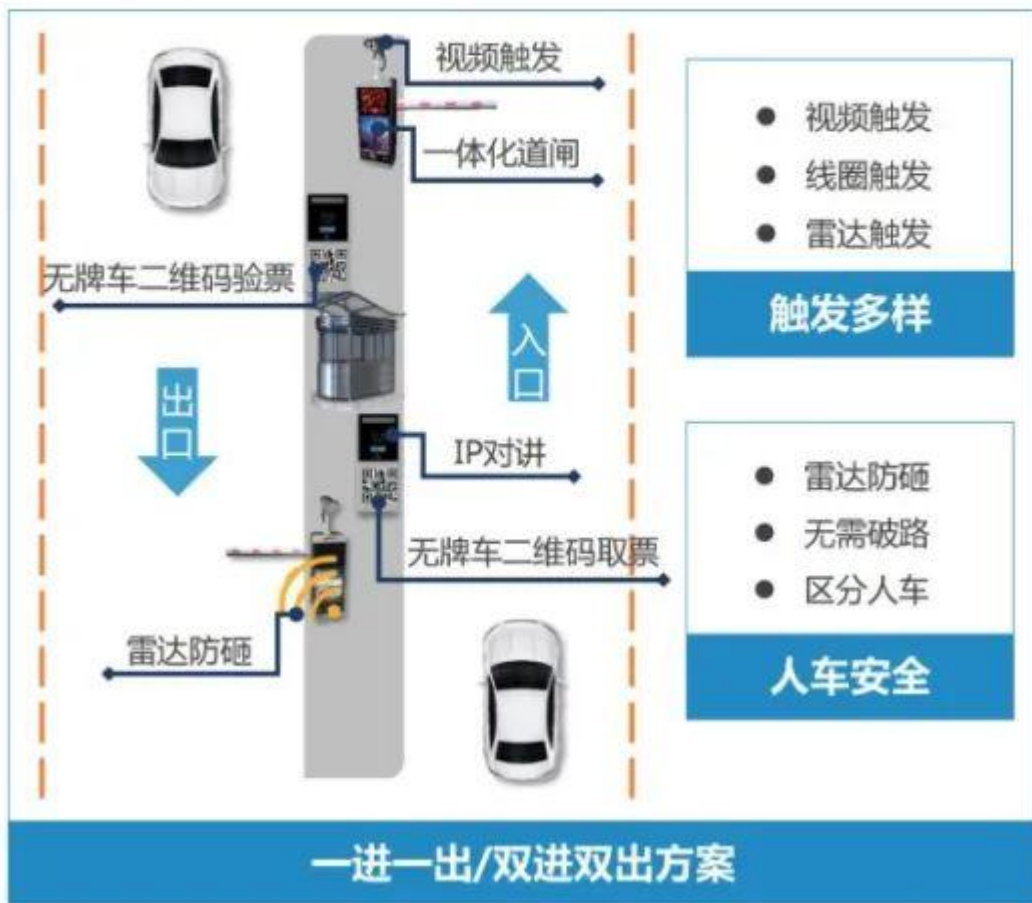 视频触发
一体化道闸
无牌车二维码验票
入口
出口
IP对讲
无牌车二维码取票
雷达防砸
视频触发
线圈触发
雷达触发
触发多样
雷达防砸
无需破路
区分人车
人车安全
一进一出/双进双出方案